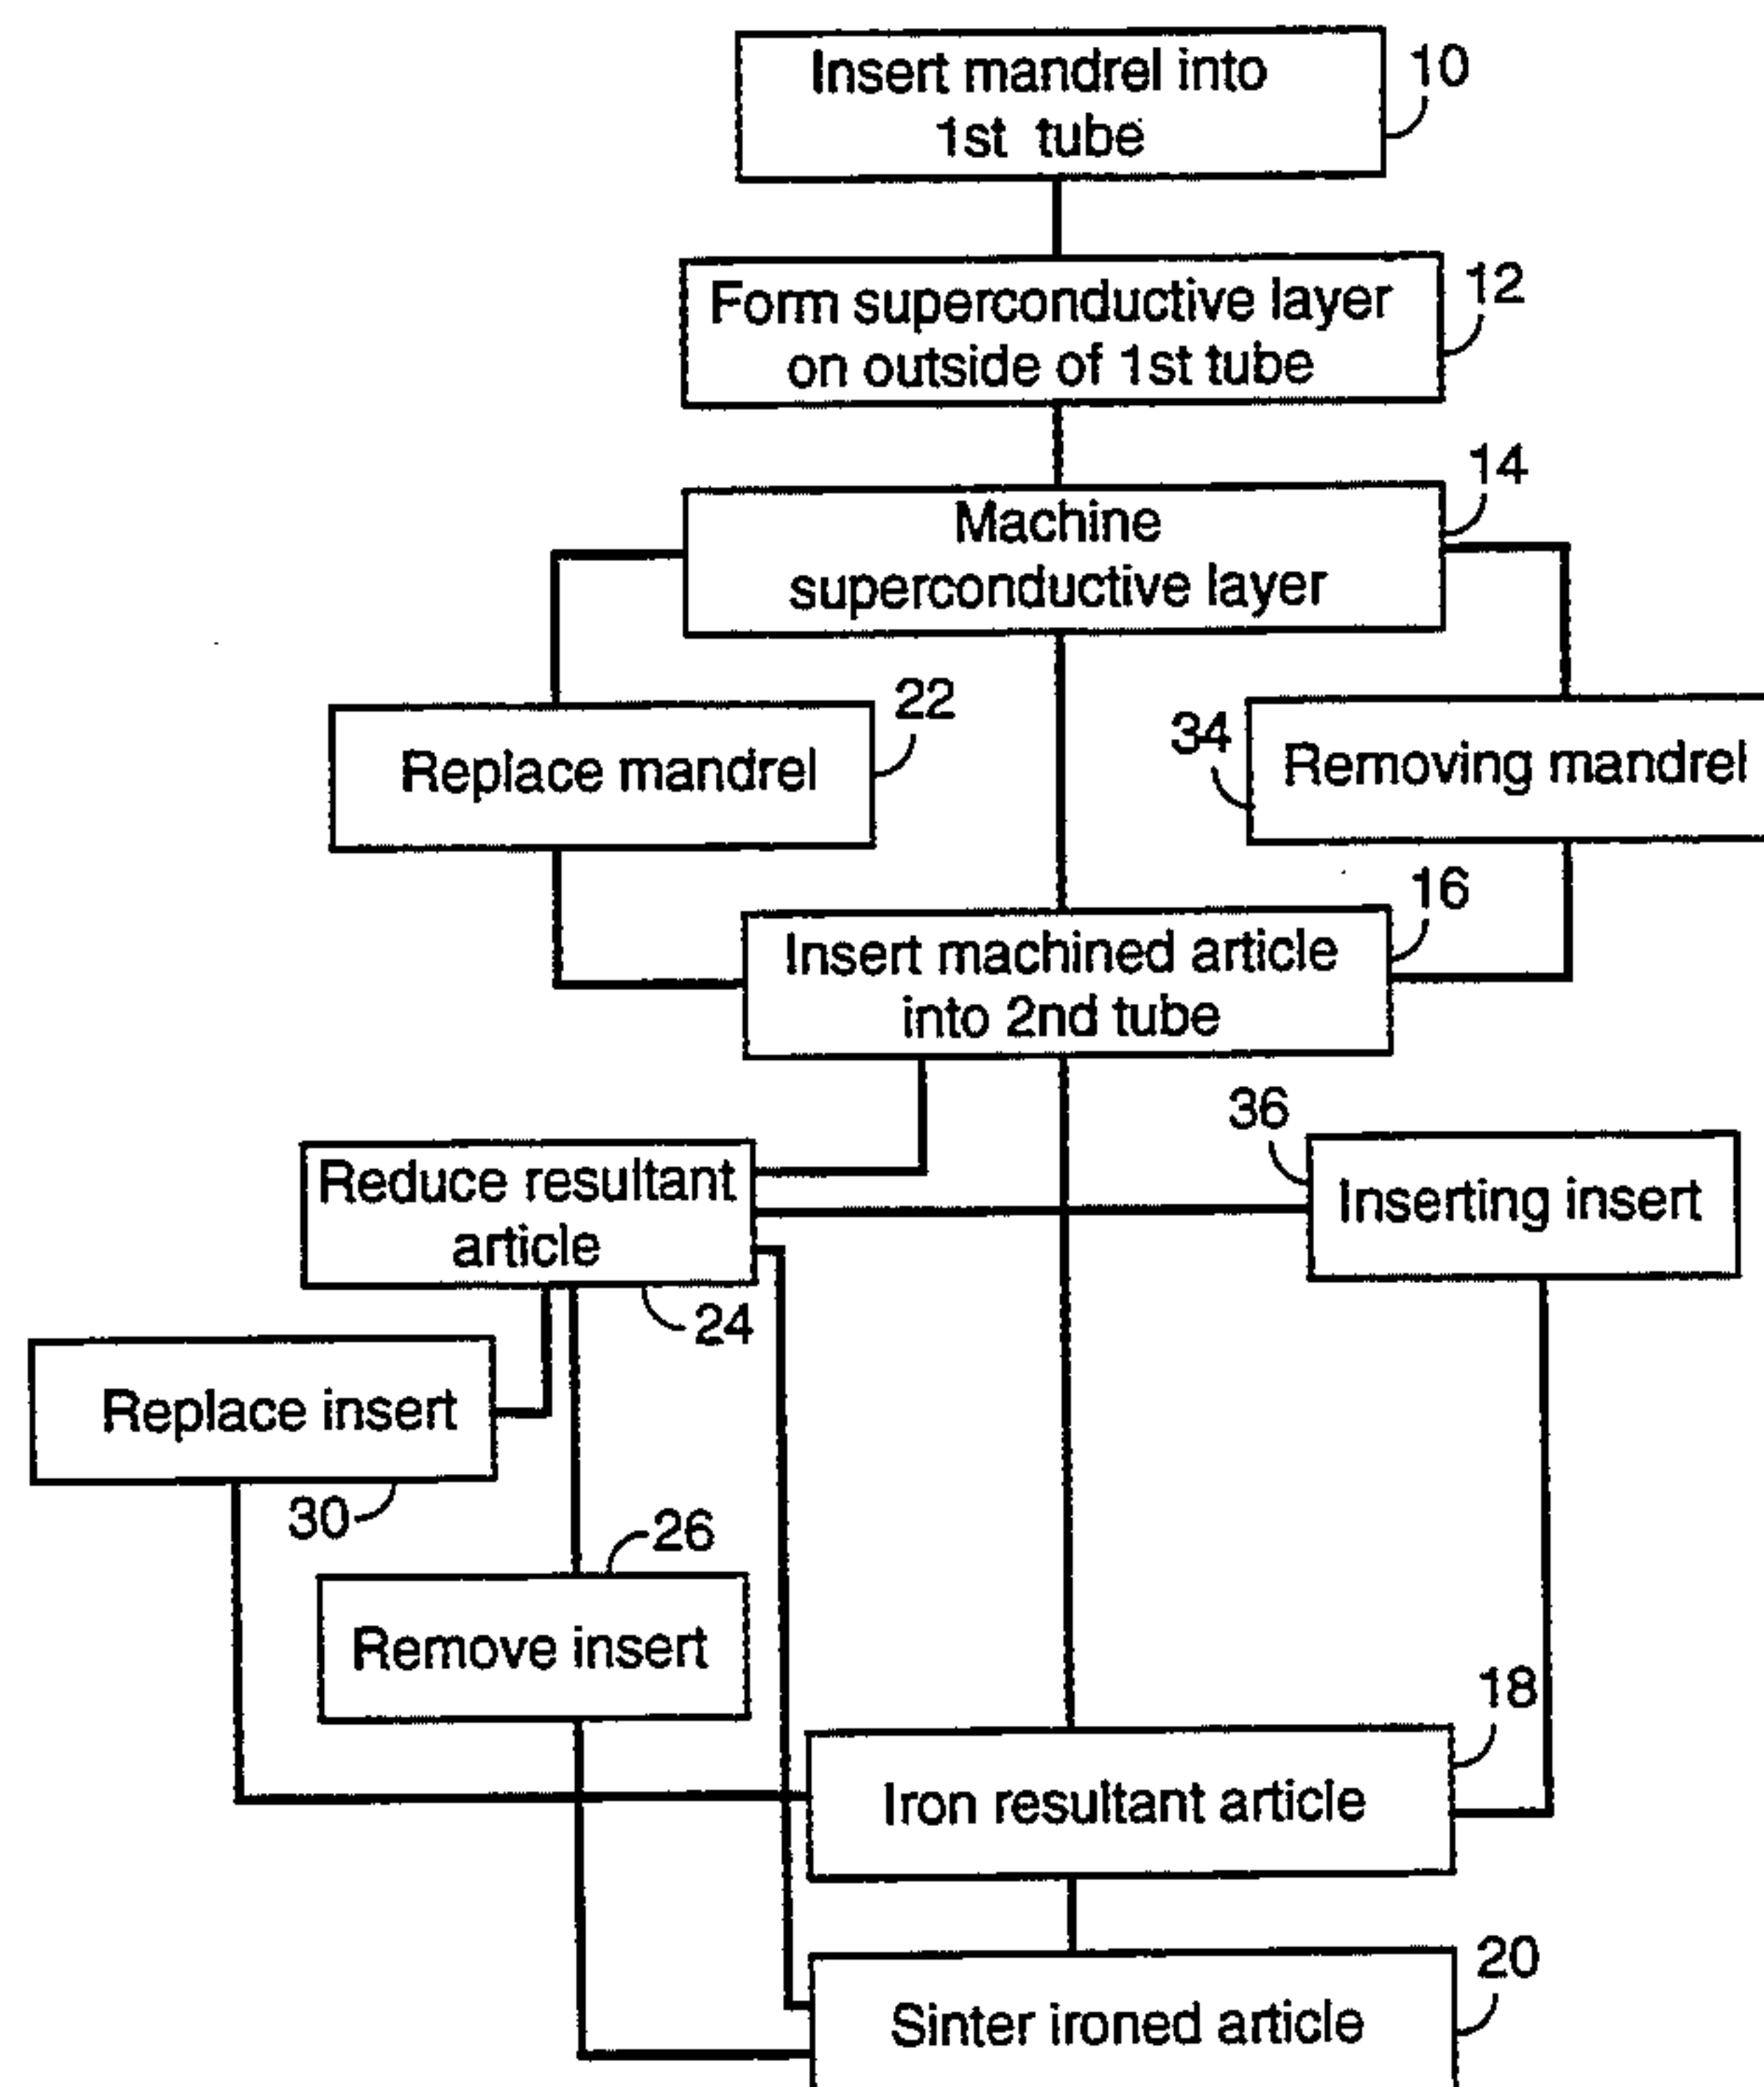 Insert mandrel into
1st tube
10
Form superconductive layer
on outside of 1st tube
12
Machine
superconductive layer
14
Replace mandrel
22
34
Removing mandrel
Insert machined article
into 2nd tube
16
Reduce resultant
article
24
36
Inserting insert
Replace insert
30
26
Remove insert
18
Iron resultant article
20
Sinter ironed article